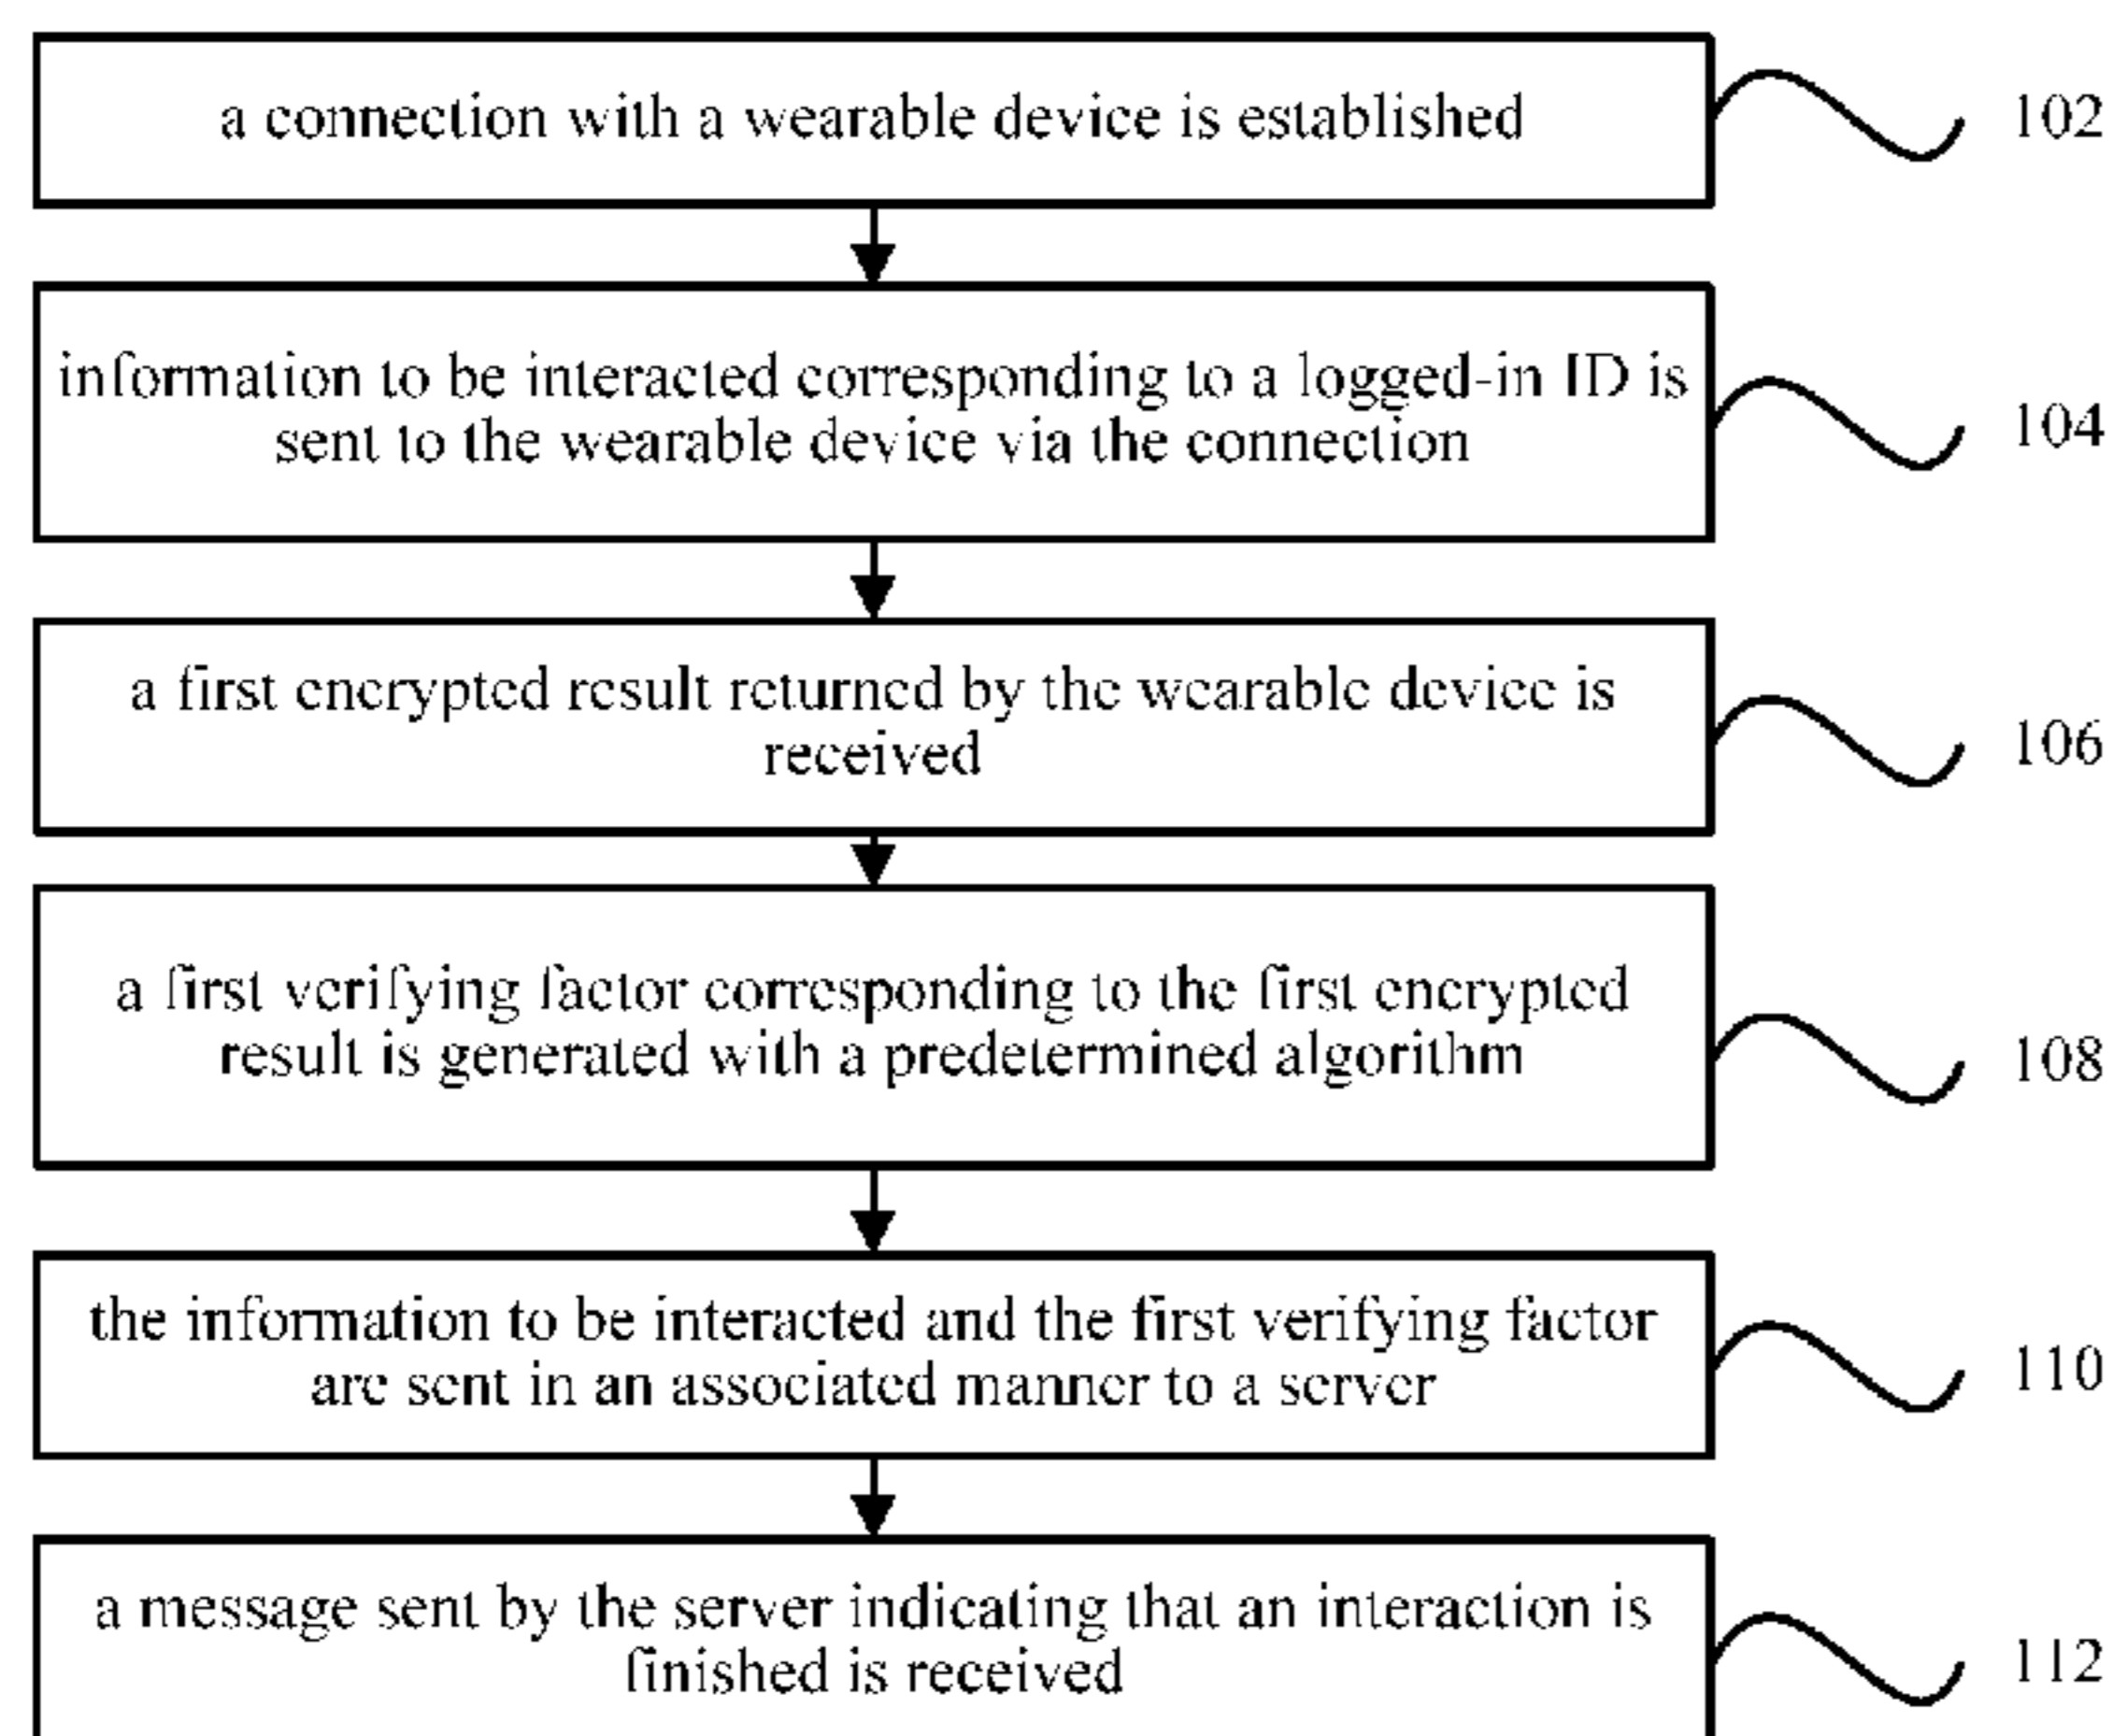 a connection with a wearable device is established
102
information to be interacted corresponding to a logged-in ID is
sent to the wearable device via the connection
104
a first encrypted result returned by the wearable device is
received
106
a first verifying factor corresponding to the first encrypted
result is generated with a predetermined algorithm
108
the information to be interacted and the first verifying factor
are sent in an associated manner to a server
110
a message sent by the server indicating that an interaction is
finished is received
112